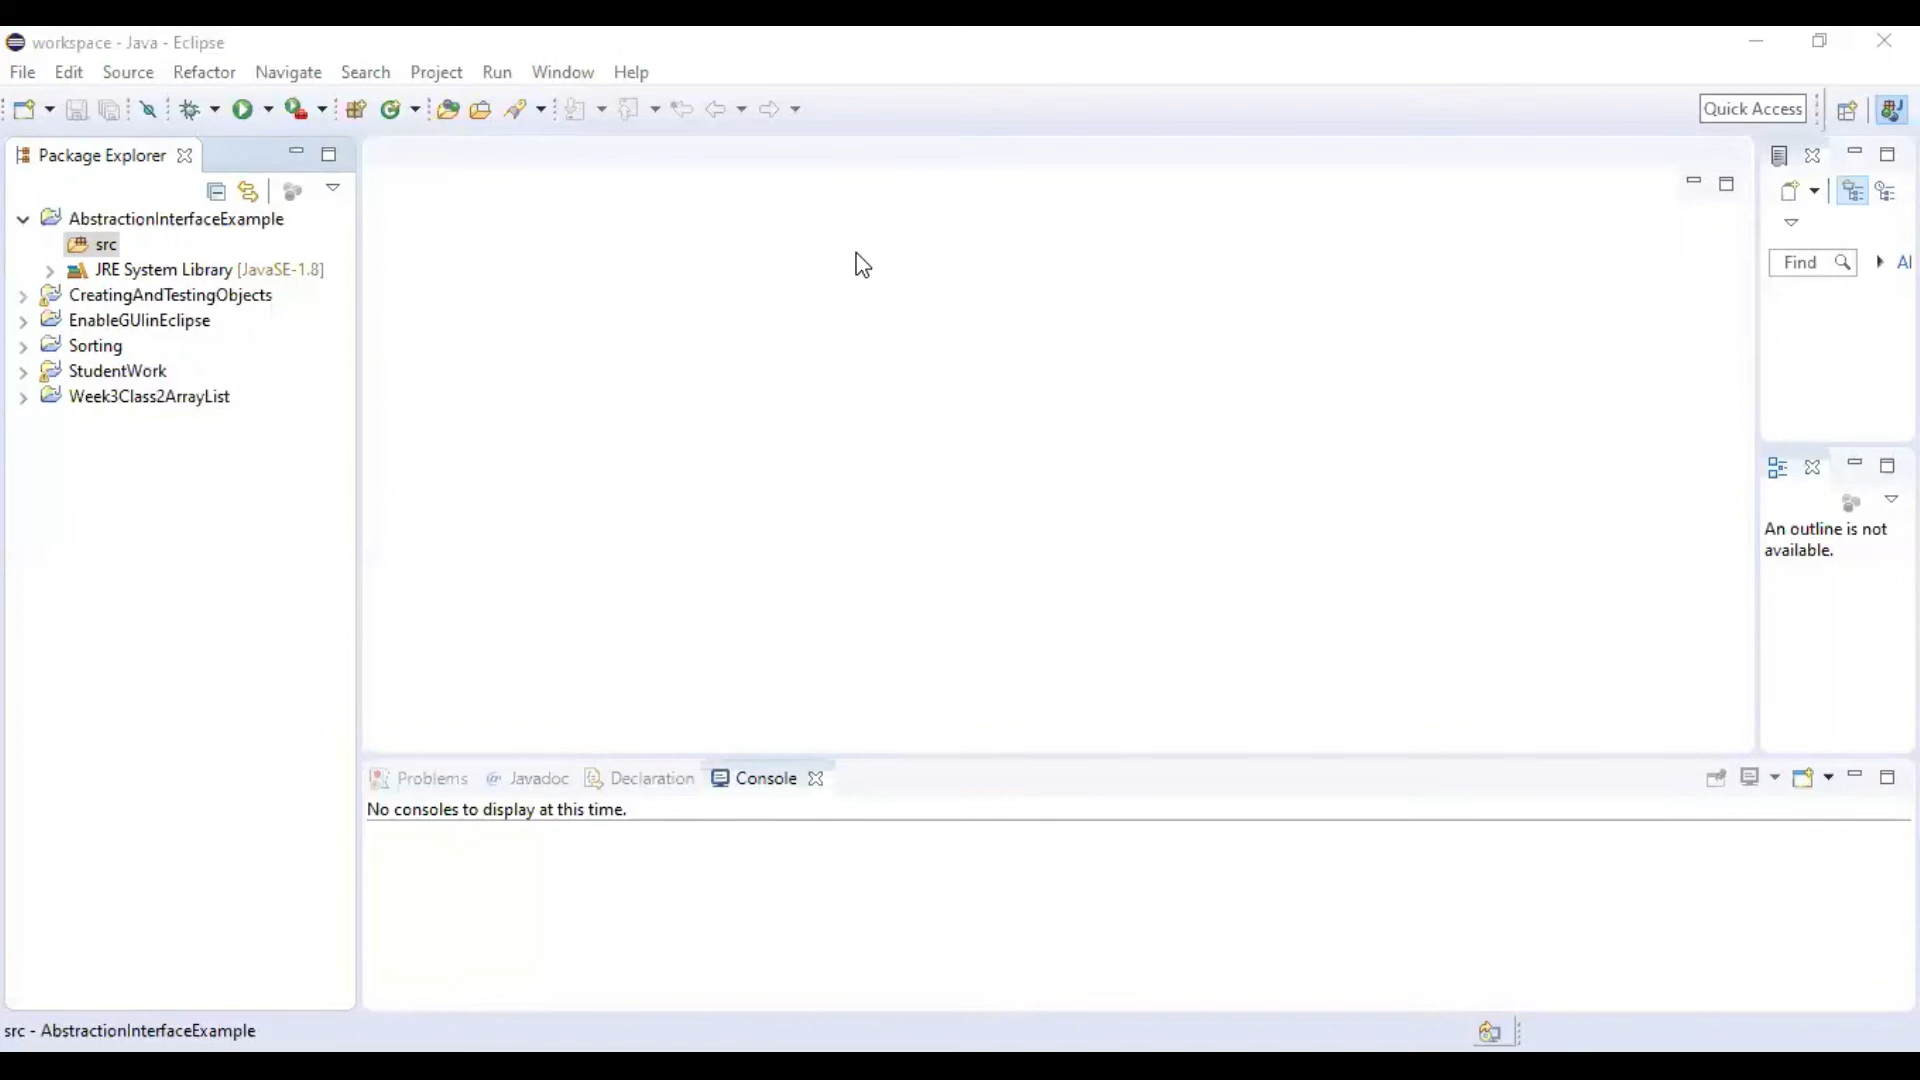 workspace - Java - Eclipse
File Edit Source Refactor Navigate Search Project Run Window Help
Quick Access
Package Explorer
AbstractionInterfaceExample
src
JRE System Library [JavaSE-1.8]
CreatingAndTestingObjects
EnableGUIinEclipse
Sorting
StudentWork
Week3Class2ArrayList
Find Al
An outline is not
available.
Problems @ Javadoc Declaration Console
No consoles to display at this time.
src - AbstractionInterfaceExample